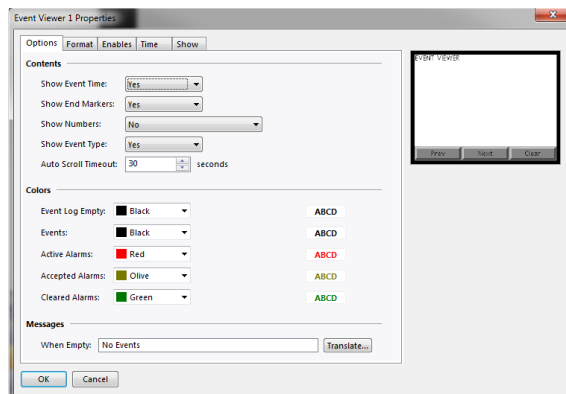 Event Viewer 1 Properties
Options Format Enables Time Show
Contents
Show Event Time: Yes
Show End Markers: Yes
Show Numbers: No
Show Event Type: Yes
Auto Scroll Timeout: 30 seconds
Colors
Event Log Empty: Black ABCD
Events: Black ABCD
Active Alarms: Red ABCD
Accepted Alarms: Olive ABCD
Cleared Alarms: Green ABCD
Messages
When Empty: No Events Translate...
OK Cancel
EVENT VIEWER
Prev Next Clear